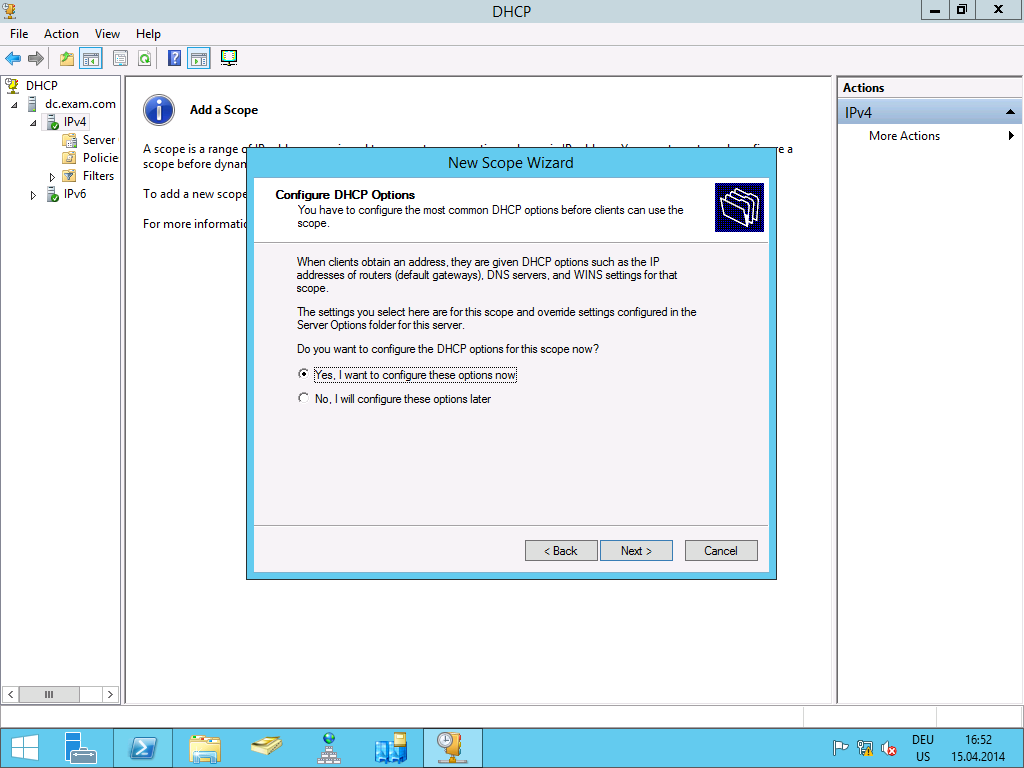 DHCP
File Action View Help
DHCP
dc.exam.com
IPv4
Server
Policie
Filters
IPv6
Add a Scope
A scope is a range of
scope before dynan
To add a new scope
For more informatio
New Scope Wizard
Configure DHCP Options
You have to configure the most common DHCP options before clients can use the
scope.
When clients obtain an address, they are given DHCP options such as the IP
addresses of routers (default gateways), DNS servers, and WINS settings for that
scope.
The settings you select here are for this scope and override settings configured in the
Server Options folder for this server.
Do you want to configure the DHCP options for this scope now?
Yes, I want to configure these options now
No, I will configure these options later
< Back Next > Cancel
Actions
IPv4
More Actions
DEU
US
16:52
15.04.2014